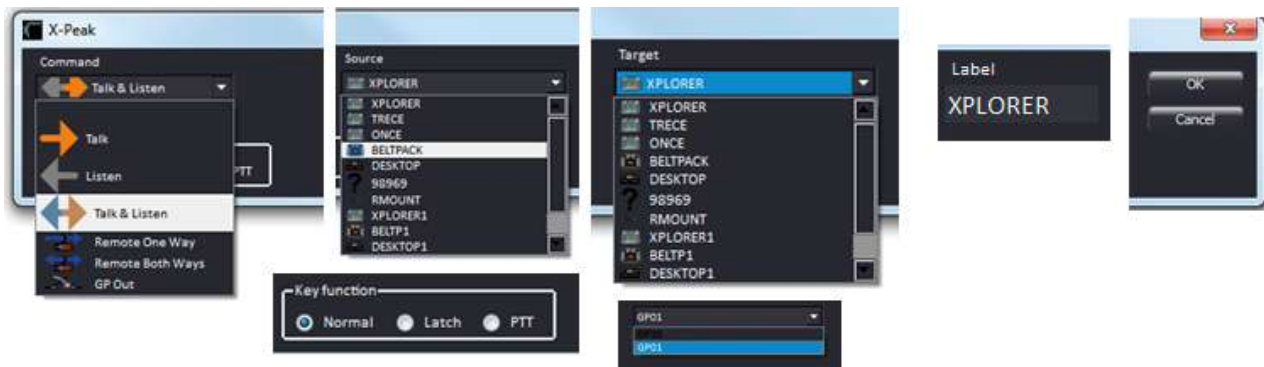 X-Peak
Command
Talk & Listen
Talk
Listen
PTT
Talk & Listen
Remote One Way
Remote Both Ways
GP Out
Source
XPLORER
XPLORER
TRECE
ONCE
BELTPACK
DESKTOP
98969
RMOUNT
XPLORER1
BELTP1
DESKTOP1
Key function
Normal Latch PTT
Target
XPLORER
XPLORER
TRECE
ONCE
BELTPACK
DESKTOP
98969
RMOUNT
XPLORER1
BELTP1
DESKTOP1
GP01
GP01
Label
XPLORER
OK
Cancel